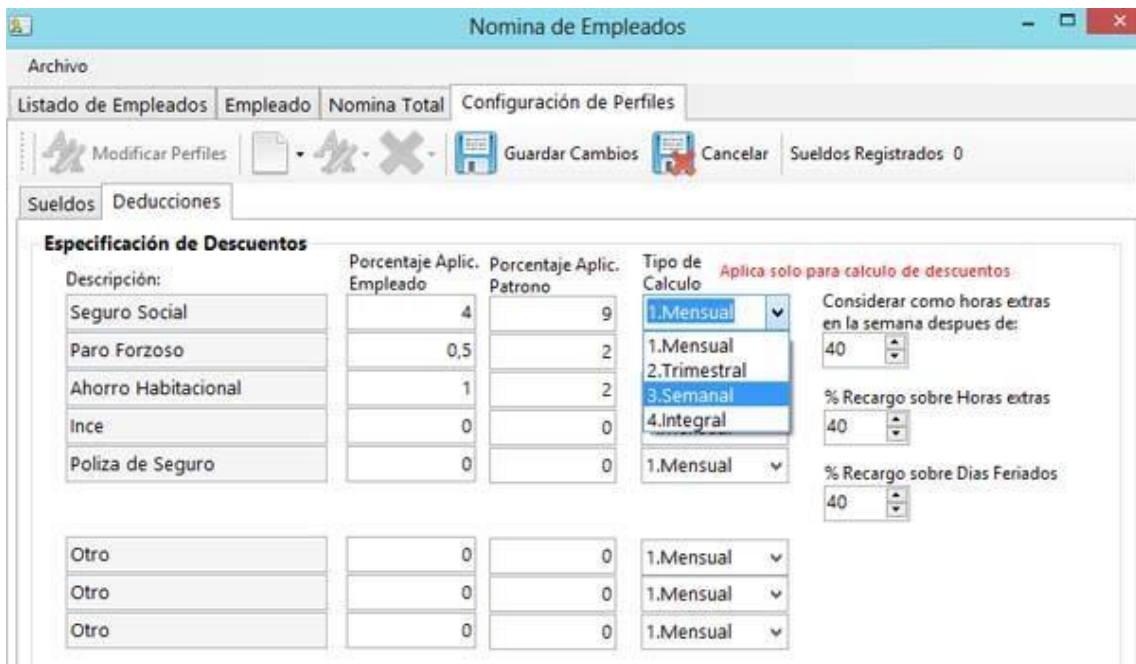 Nomina de Empleados
Archivo
Listado de Empleados Empleado Nomina Total Configuración de Perfiles
Modificar Perfiles Guardar Cambios Cancelar Sueldos Registrados 0
Sueldos Deducciones
Especificación de Descuentos
Descripción: Porcentaje Aplic. Empleado Porcentaje Aplic. Patrono Tipo de Calculo Aplica solo para calculo de descuentos
Seguro Social 4 9 1.Mensual
Paro Forzoso 0,5 2
Ahorro Habitacional 1 2
Ince 0 0
Poliza de Seguro 0 0 1.Mensual
1.Mensual
2.Trimestral
3.Semanal
4.Integral
Considerar como horas extras
en la semana despues de:
40
% Recargo sobre Horas extras
40
% Recargo sobre Dias Feriados
40
Otro 0 0 1.Mensual
Otro 0 0 1.Mensual
Otro 0 0 1.Mensual